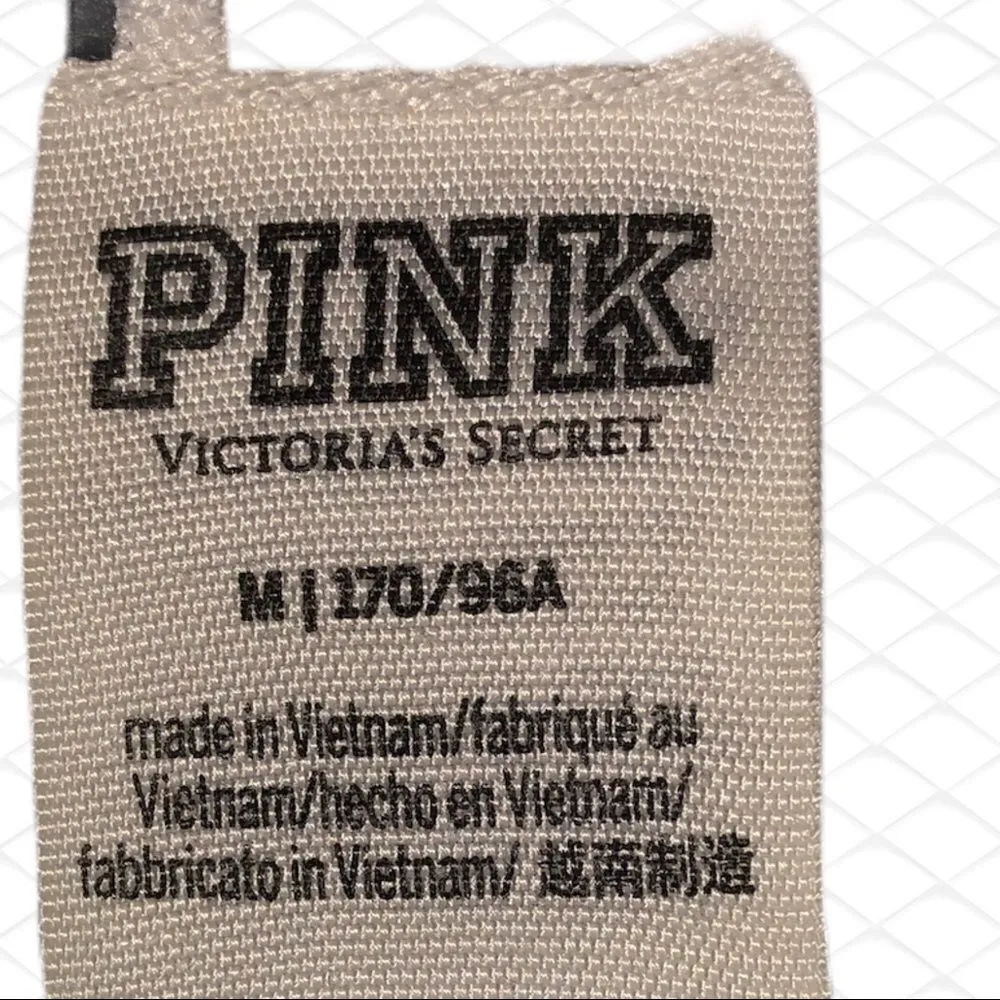 PINK
VICTORIA'S SECRET
M | 170/96A
made in Vietnam/fabriqué au
Vietnam/hecho en Vietnam/
fabbricato in Vietnam/ 越南制造